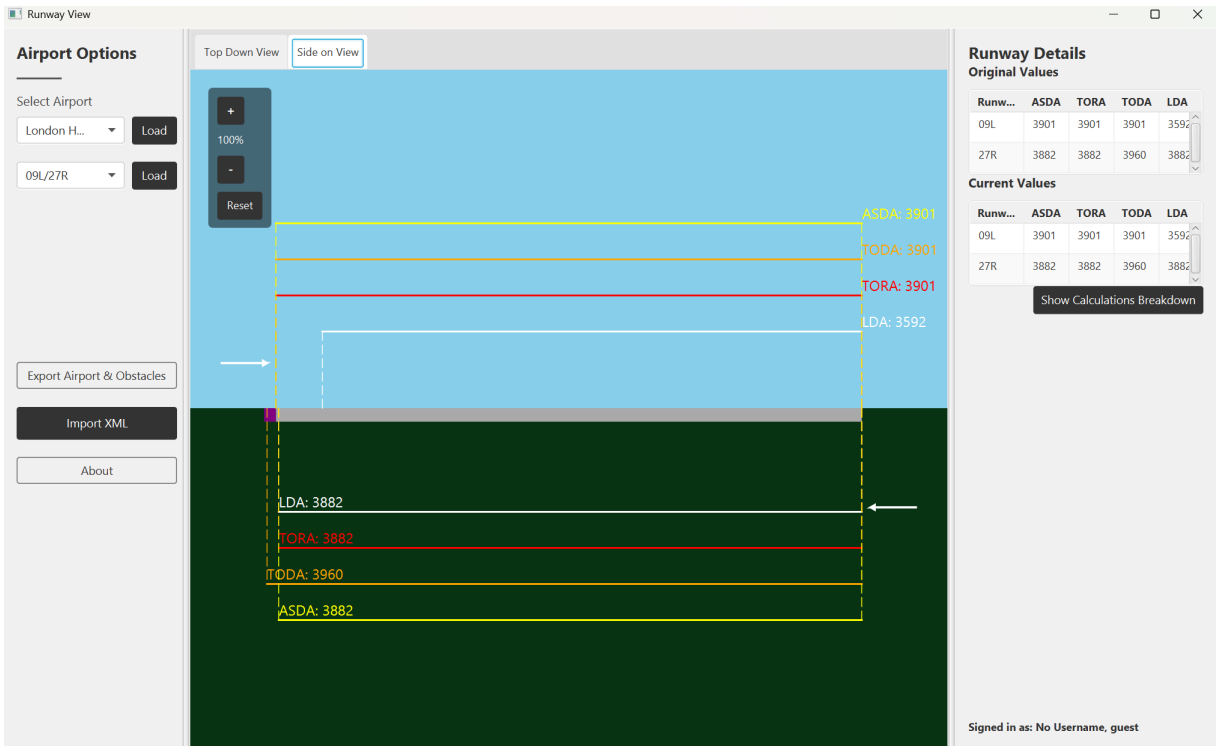 Runway View
Airport Options
Select Airport
London H...
Load
09L/27R
Load
Export Airport & Obstacles
Import XML
About
Top Down View
Side on View
+
100%
-
Reset
ASDA: 3901
TODA: 3901
TORA: 3901
LDA: 3592
LDA: 3882
TORA: 3882
TODA: 3960
ASDA: 3882
Runway Details
Original Values
Runw... ASDA TORA TODA LDA
09L 3901 3901 3901 3592
27R 3882 3882 3960 3882
Current Values
Runw... ASDA TORA TODA LDA
09L 3901 3901 3901 3592
27R 3882 3882 3960 3882
Show Calculations Breakdown
Signed in as: No Username, guest